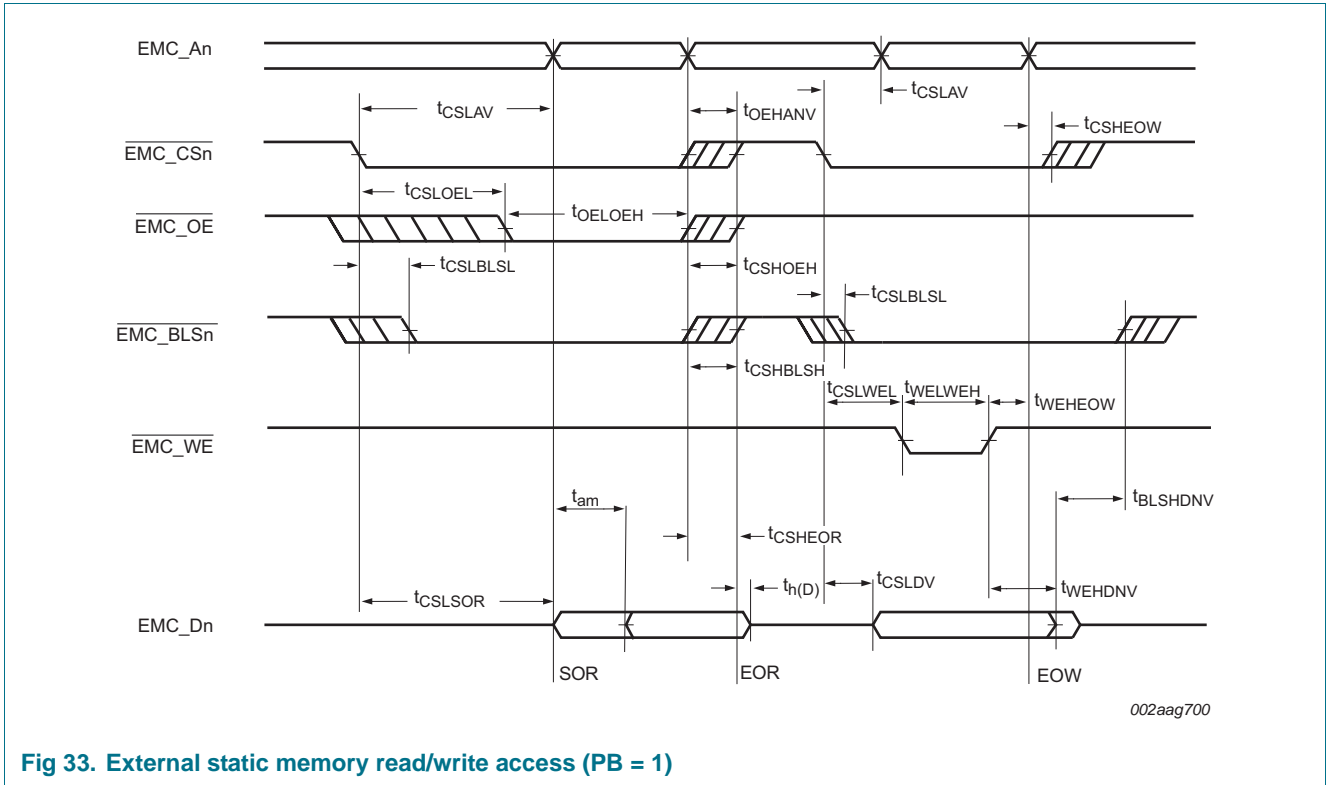 EMC_An
tCSLAV
tOEHANV
tCSLAV
tCSHEOW
EMC_CSn
tCSLOEL
tOELOEH
EMC_OE
tCSLBLSL
tCSHOEH
tCSLBLSL
EMC_BLSn
tCSHBLSH
tCSLWEL
tWELWEH
tWEHEOW
EMC_WE
tam
tBLSHDNV
tCSHEOR
tCSLSOR
th(D)
tCSLDV
tWEHDNV
EMC_Dn
SOR
EOR
EOW
002aag700
Fig 33. External static memory read/write access (PB = 1)